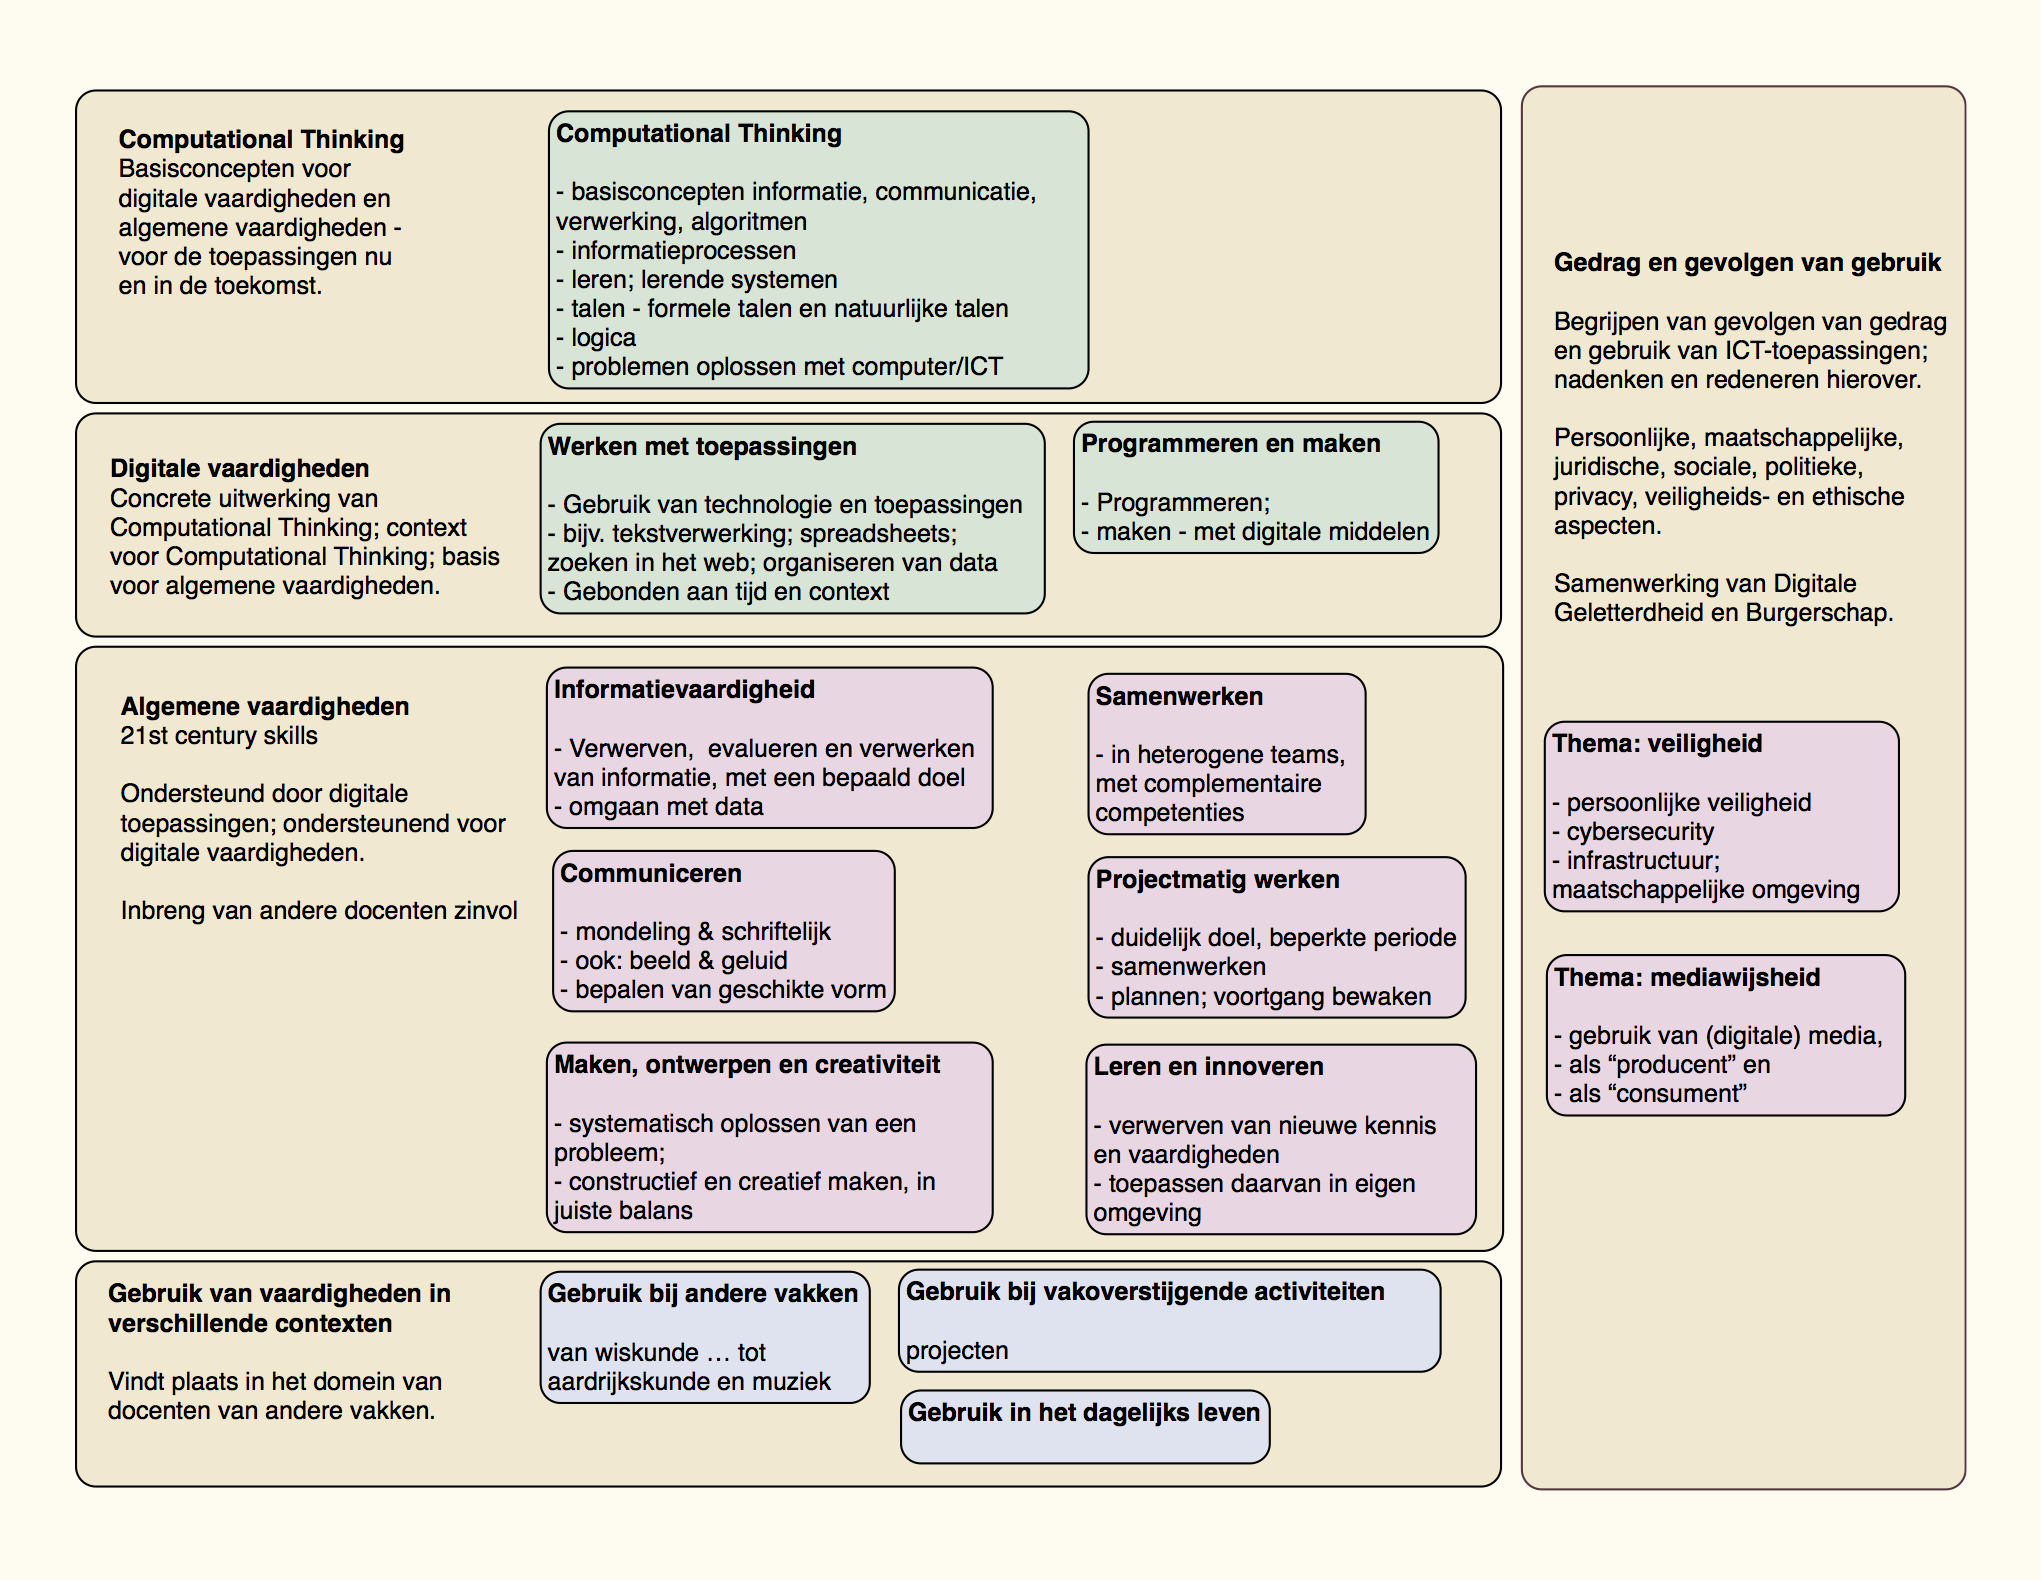 Computational Thinking
Basisconcepten voor
digitale vaardigheden en
algemene vaardigheden -
voor de toepassingen nu
en in de toekomst.
Computational Thinking
- basisconcepten informatie, communicatie,
verwerking, algoritmen
- informatieprocessen
- leren; lerende systemen
- talen - formele talen en natuurlijke talen
- logica
- problemen oplossen met computer/ICT
Digitale vaardigheden
Concrete uitwerking van
Computational Thinking; context
voor Computational Thinking; basis
voor algemene vaardigheden.
Werken met toepassingen
- Gebruik van technologie en toepassingen
- bijv. tekstverwerking; spreadsheets;
zoeken in het web; organiseren van data
- Gebonden aan tijd en context
Programmeren en maken
- Programmeren;
- maken - met digitale middelen
Algemene vaardigheden
21st century skills
Ondersteund door digitale
toepassingen; ondersteunend voor
digitale vaardigheden.
Inbreng van andere docenten zinvol
Informatievaardigheid
- Verwerven,  evalueren en verwerken
van informatie, met een bepaald doel
- omgaan met data
Samenwerken
- in heterogene teams,
met complementaire
competenties
Communiceren
- mondeling & schriftelijk
- ook: beeld & geluid
- bepalen van geschikte vorm
Projectmatig werken
- duidelijk doel, beperkte periode
- samenwerken
- plannen; voortgang bewaken
Maken, ontwerpen en creativiteit
- systematisch oplossen van een
probleem;
- constructief en creatief maken, in
juiste balans
Leren en innoveren
- verwerven van nieuwe kennis
en vaardigheden
- toepassen daarvan in eigen
omgeving
Gebruik van vaardigheden in
verschillende contexten
Vindt plaats in het domein van
docenten van andere vakken.
Gebruik bij andere vakken
van wiskunde … tot
aardrijkskunde en muziek
Gebruik bij vakoverstijgende activiteiten
projecten
Gebruik in het dagelijks leven
Gedrag en gevolgen van gebruik
Begrijpen van gevolgen van gedrag
en gebruik van ICT-toepassingen;
nadenken en redeneren hierover.
Persoonlijke, maatschappelijke,
juridische, sociale, politieke,
privacy, veiligheids- en ethische
aspecten.
Samenwerking van Digitale
Geletterdheid en Burgerschap.
Thema: veiligheid
- persoonlijke veiligheid
- cybersecurity
- infrastructuur;
maatschappelijke omgeving
Thema: mediawijsheid
- gebruik van (digitale) media,
- als “producent” en
- als “consument”